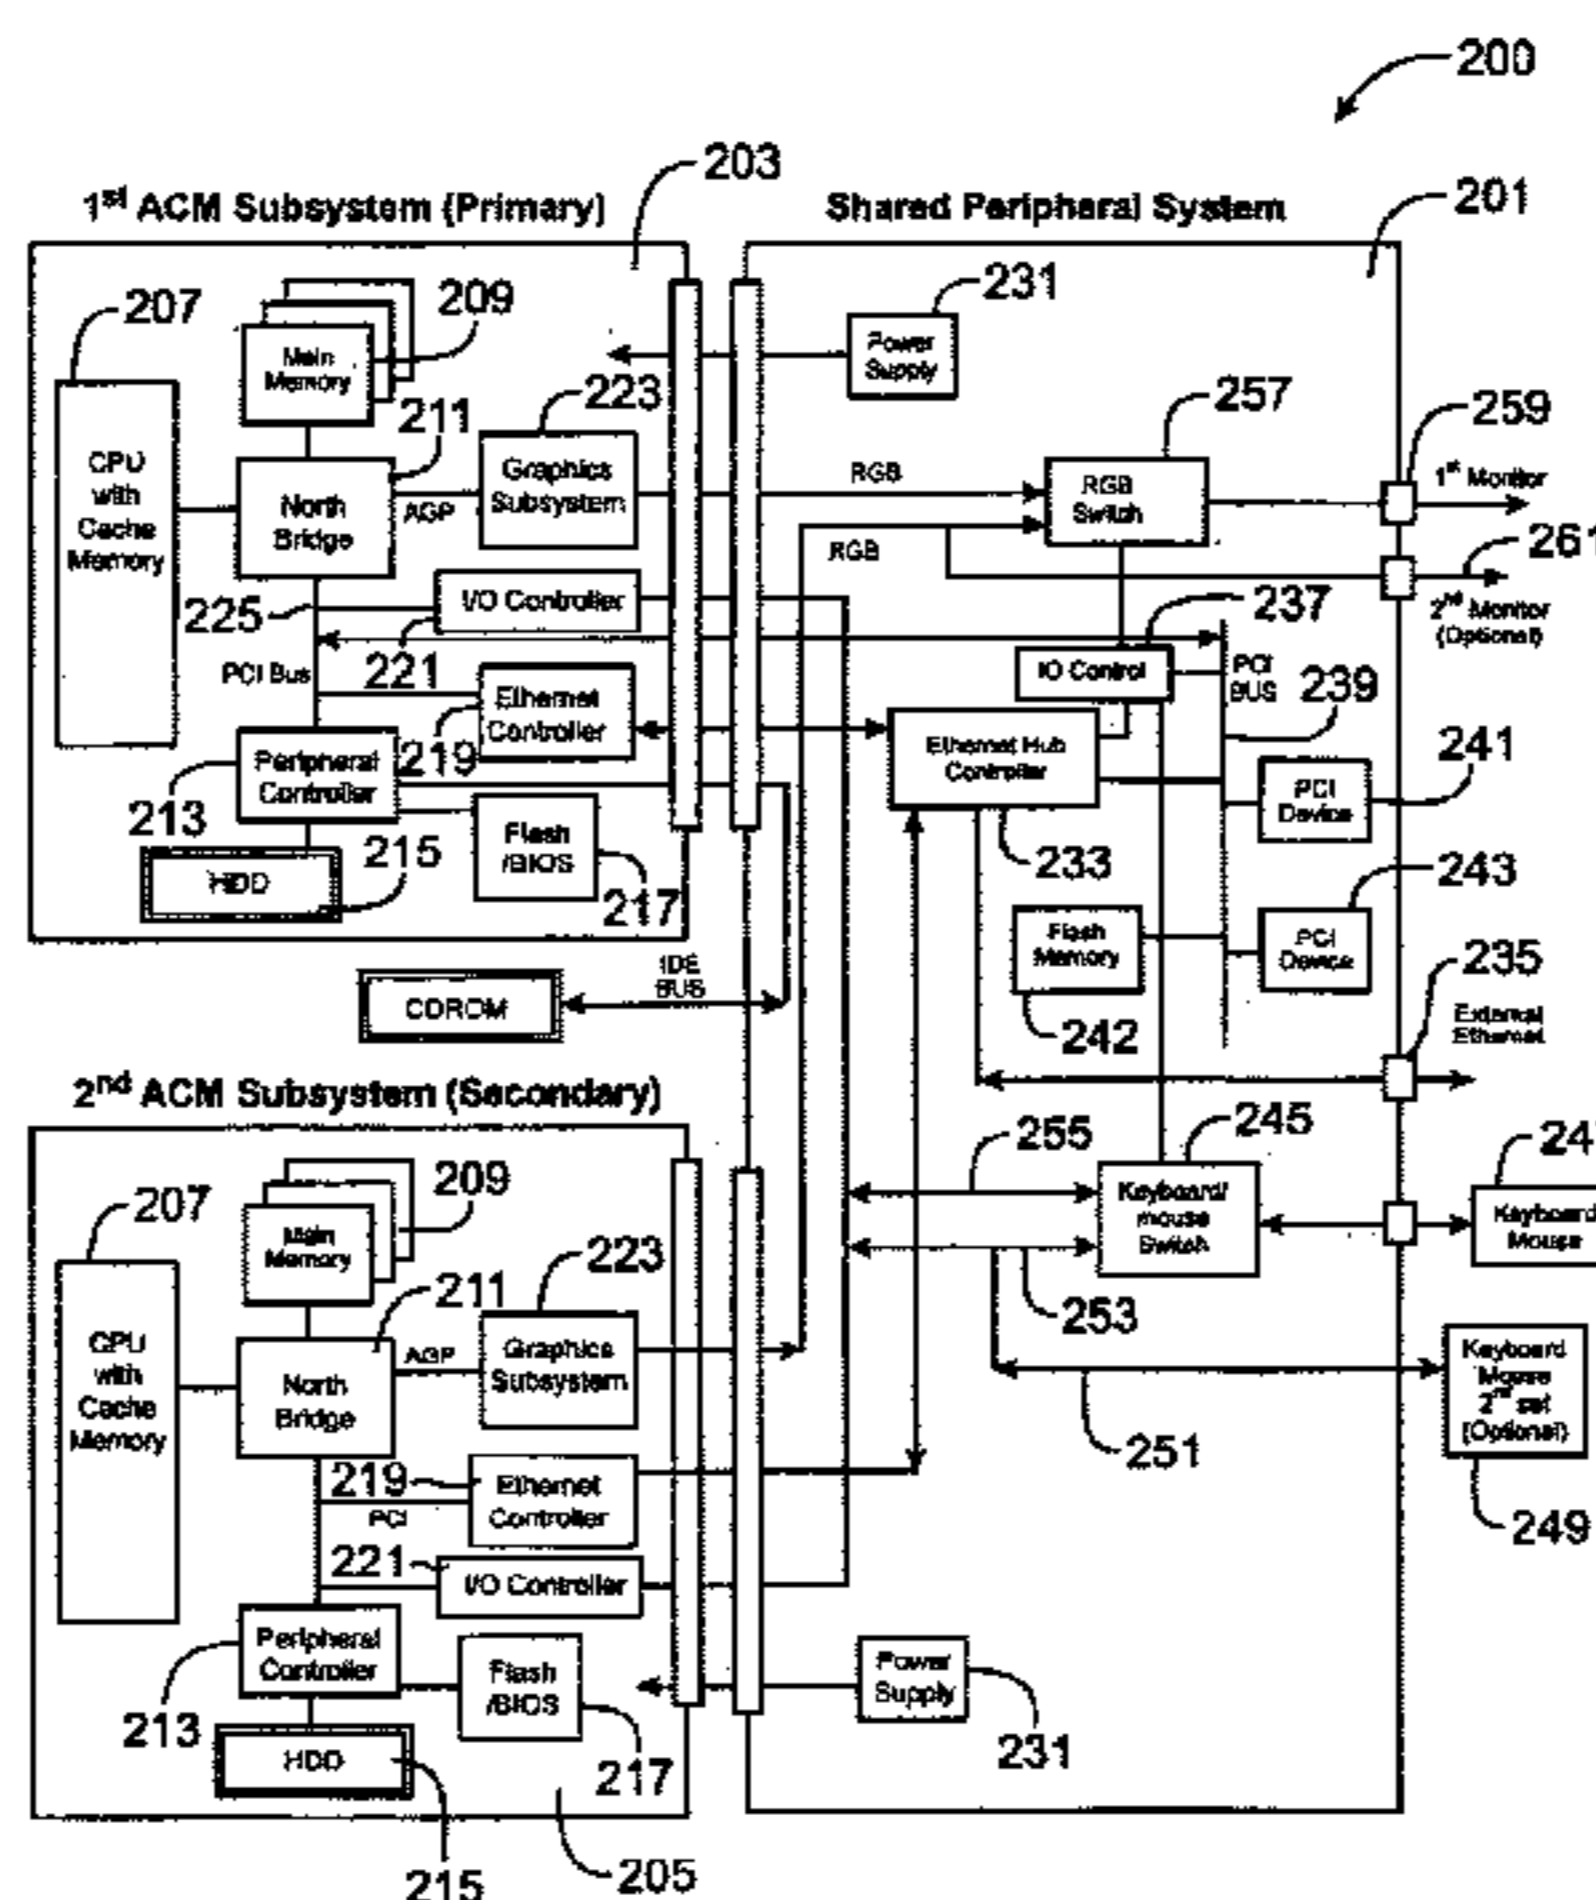 200
203
1st ACM Subsystem (Primary)
Shared Peripheral System
201
207
209
Main
Memory
231
Power
Supply
223
257
259
211
CPU
with
Cache
Memory
Graphics
Subsystem
RGB
RGB
Switch
1st Monitor
North
Bridge
AGP
RGB
261
225
I/O Controller
237
2nd Monitor
(Optional)
PCI Bus
221
IO Control
PCI
BUS
239
Ethernet
Controller
219
Ethernet Hub
Controller
241
Peripheral
Controller
PCI
Device
213
215
Flash
/BIOS
233
243
HDD
217
Flash
Memory
PCI
Device
235
IDE
BUS
CDROM
242
External
Ethernet
2nd ACM Subsystem (Secondary)
255
245
207
209
Main
Memory
Keyboard/
mouse
Switch
Keyboard
Mouse
223
211
253
CPU
with
Cache
Memory
AGP
Graphics
Subsystem
North
Bridge
Keyboard
Mouse
2nd set
(Optional)
251
219
Ethernet
Controller
PCI
249
221
I/O Controller
Peripheral
Controller
Flash
/BIOS
Power
Supply
213
HDD
217
231
215
205